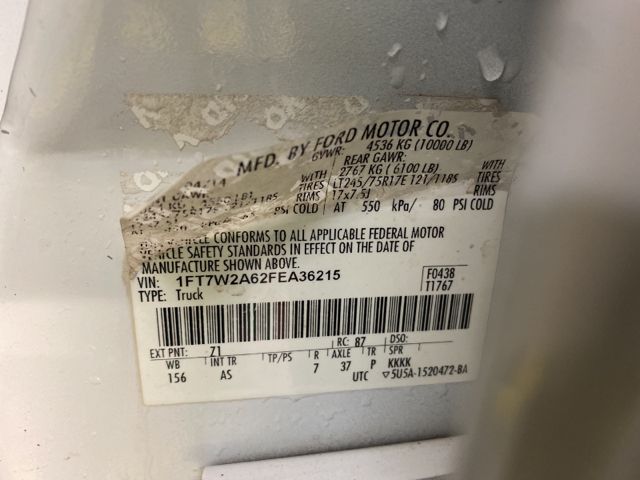 MFD. BY FORD MOTOR CO.
GVWR: 4536 KG (10000 LB)
REAR GAWR:
2767 KG (6100 LB)
WITH LT245/75R17E 121/118S WITH
TIRES 17x7.5J TIRES
RIMS RIMS
PSI COLD AT 550 kPa/ 80 PSI COLD
VEHICLE CONFORMS TO ALL APPLICABLE FEDERAL MOTOR
VEHICLE SAFETY STANDARDS IN EFFECT ON THE DATE OF
MANUFACTURE SHOWN ABOVE.
VIN: 1FT7W2A62FEA36215
TYPE: Truck
F0438
T1767
EXT PNT: Z1 RC: 87 DSO:
WB INT TR TP/PS R AXLE TR SPR
156 AS 7 37 P KKKK
UTC ▽5U5A-1520472-BA